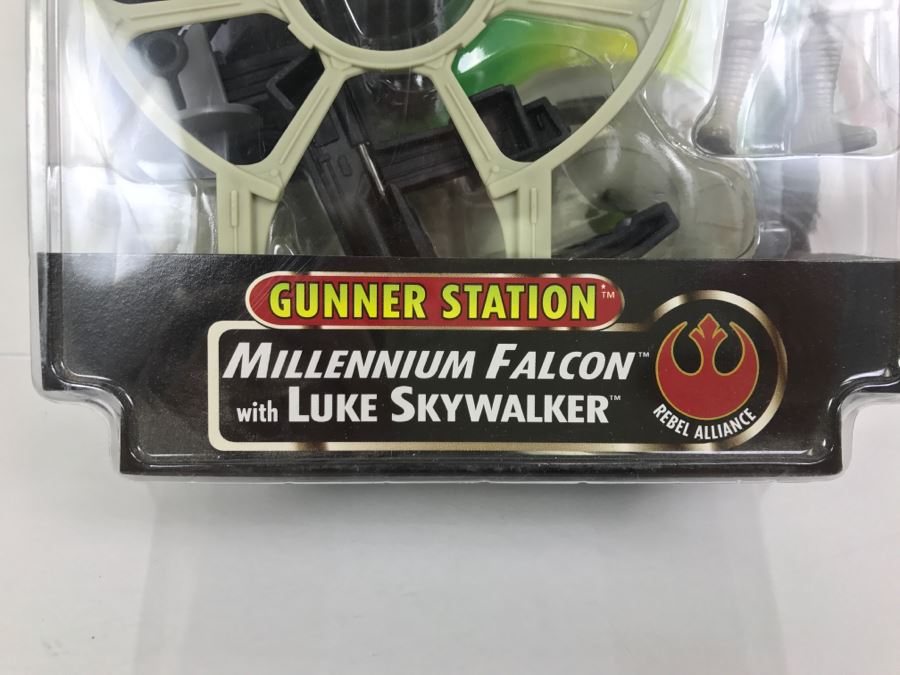 GUNNER STATION™
MILLENNIUM FALCON™
with LUKE SKYWALKER™
REBEL ALLIANCE